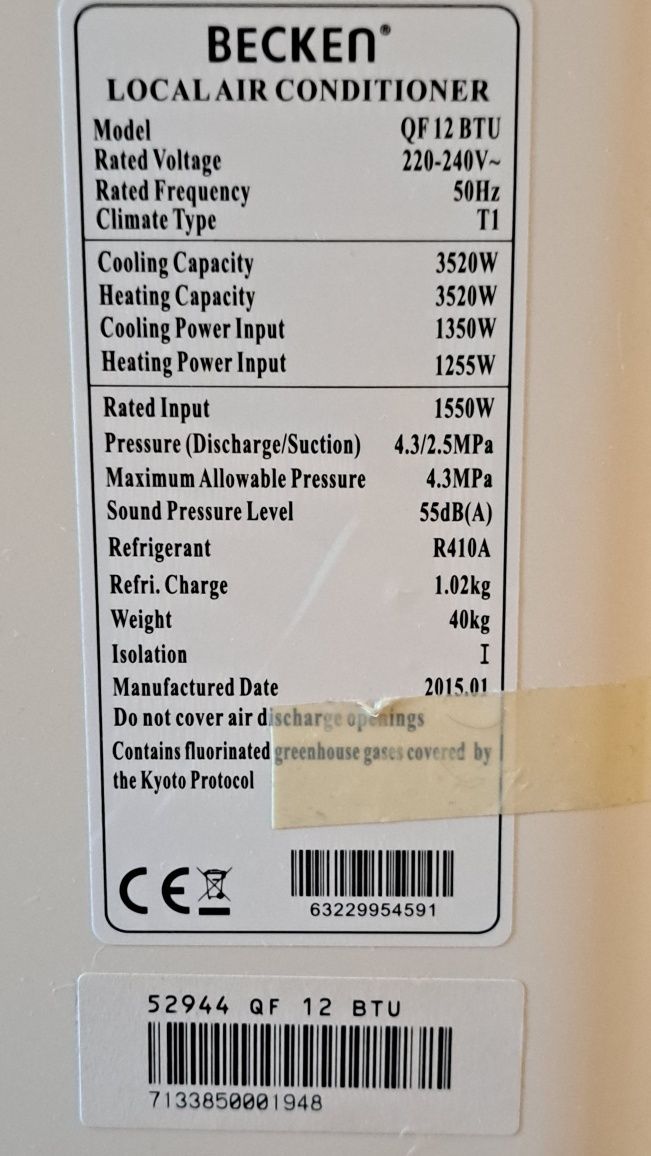 BECKEN®
LOCAL AIR CONDITIONER
Model QF 12 BTU
Rated Voltage 220-240V~
Rated Frequency 50Hz
Climate Type T1
Cooling Capacity 3520W
Heating Capacity 3520W
Cooling Power Input 1350W
Heating Power Input 1255W
Rated Input 1550W
Pressure (Discharge/Suction) 4.3/2.5MPa
Maximum Allowable Pressure 4.3MPa
Sound Pressure Level 55dB(A)
Refrigerant R410A
Refri. Charge 1.02kg
Weight 40kg
Isolation I
Manufactured Date 2015.01
Do not cover air discharge openings
Contains fluorinated greenhouse gases covered by
the Kyoto Protocol
CE
63229954591
52944 QF 12 BTU
7133850001948